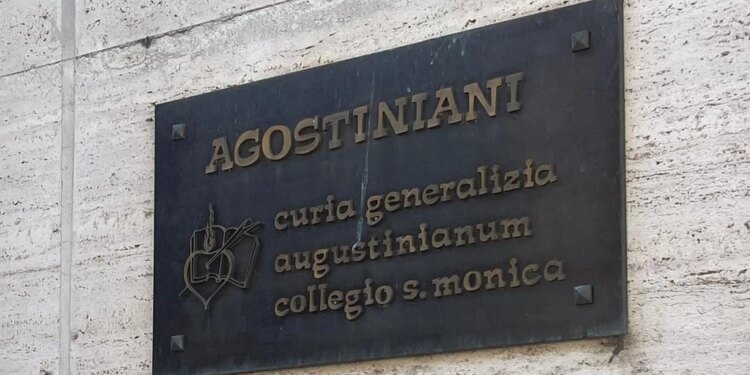 AGOSTINIANI
curia generalizia
augustinianum
collegio s. monica